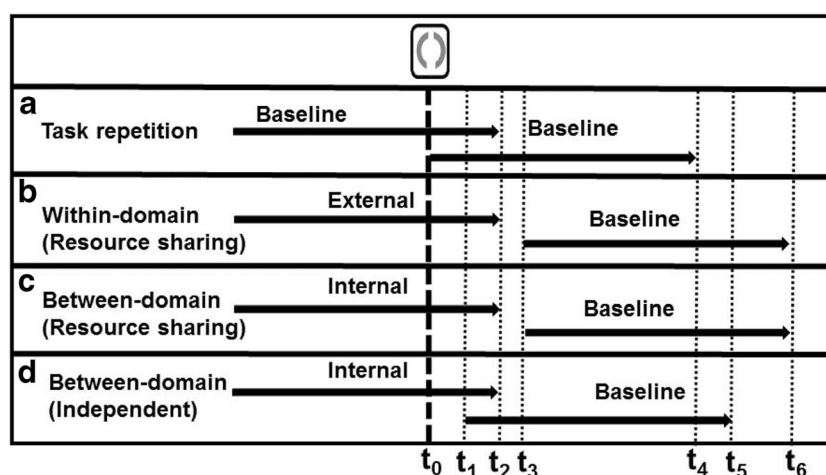 a
Task repetition
Baseline
Baseline
b
Within-domain
(Resource sharing)
External
Baseline
c
Between-domain
(Resource sharing)
Internal
Baseline
d
Between-domain
(Independent)
Internal
Baseline
t0 t1 t2 t3 t4 t5 t6